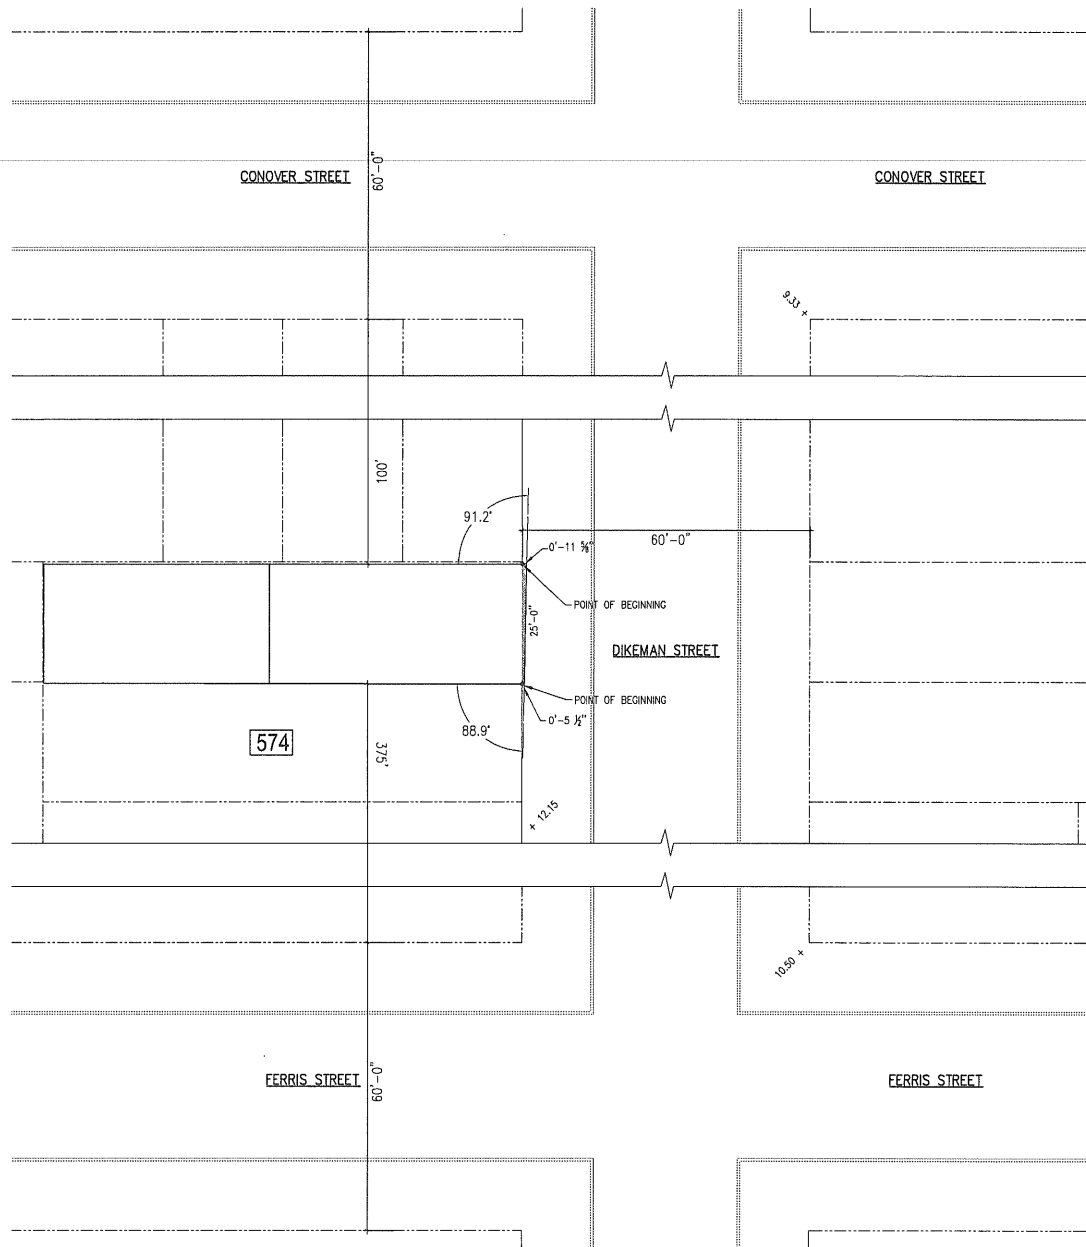 60'-0"
CONOVER STREET
CONOVER STREET
9.33 +
100'
91.2°
60'-0"
0'-11 ⅝"
POINT OF BEGINNING
25'-0"
DIKEMAN STREET
POINT OF BEGINNING
0'-5 ½"
88.9°
574
375'
+ 12.15
10.50 +
FERRIS STREET
60'-0"
FERRIS STREET